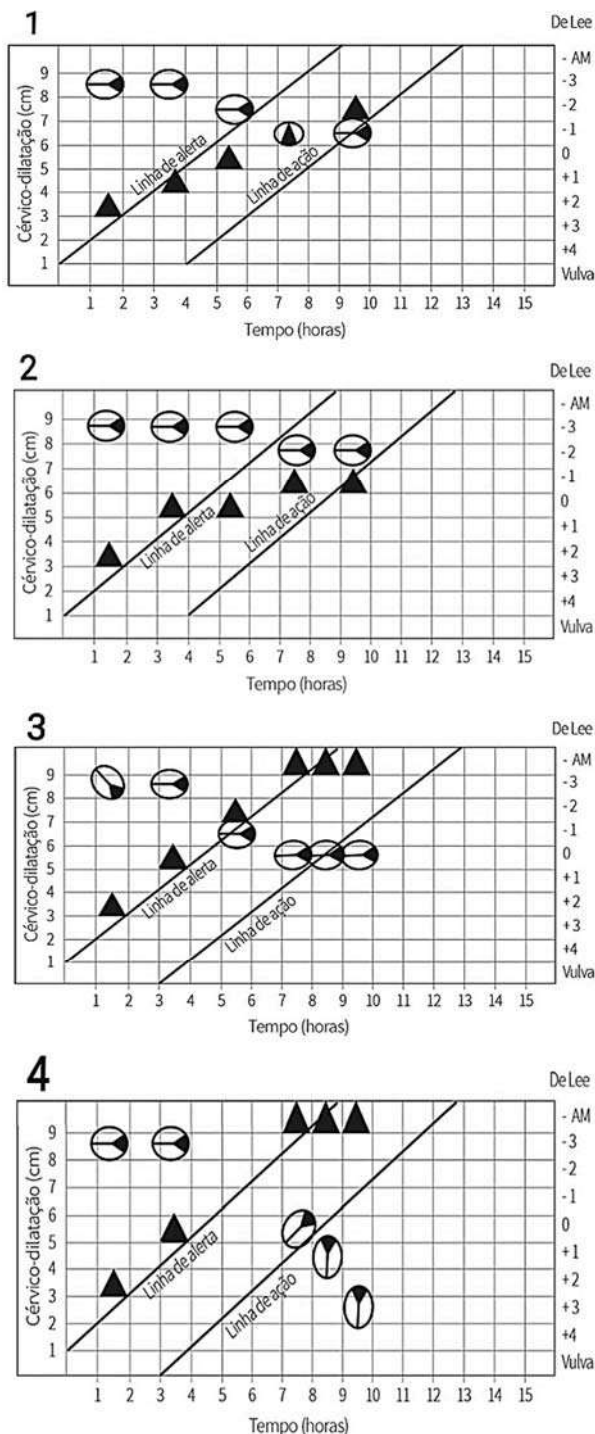 1
De Lee
Cérvico-dilatação (cm)
9
8
7
6
5
4
3
2
1
Linha de alerta
Linha de ação
- AM
-3
-2
-1
0
+1
+2
+3
+4
Vulva
1 2 3 4 5 6 7 8 9 10 11 12 13 14 15
Tempo (horas)
2
De Lee
Cérvico-dilatação (cm)
9
8
7
6
5
4
3
2
1
Linha de alerta
Linha de ação
- AM
-3
-2
-1
0
+1
+2
+3
+4
Vulva
1 2 3 4 5 6 7 8 9 10 11 12 13 14 15
Tempo (horas)
3
De Lee
Cérvico-dilatação (cm)
9
8
7
6
5
4
3
2
1
Linha de alerta
Linha de ação
- AM
-3
-2
-1
0
+1
+2
+3
+4
Vulva
1 2 3 4 5 6 7 8 9 10 11 12 13 14 15
Tempo (horas)
4
De Lee
Cérvico-dilatação (cm)
9
8
7
6
5
4
3
2
1
Linha de alerta
Linha de ação
- AM
-3
-2
-1
0
+1
+2
+3
+4
Vulva
1 2 3 4 5 6 7 8 9 10 11 12 13 14 15
Tempo (horas)